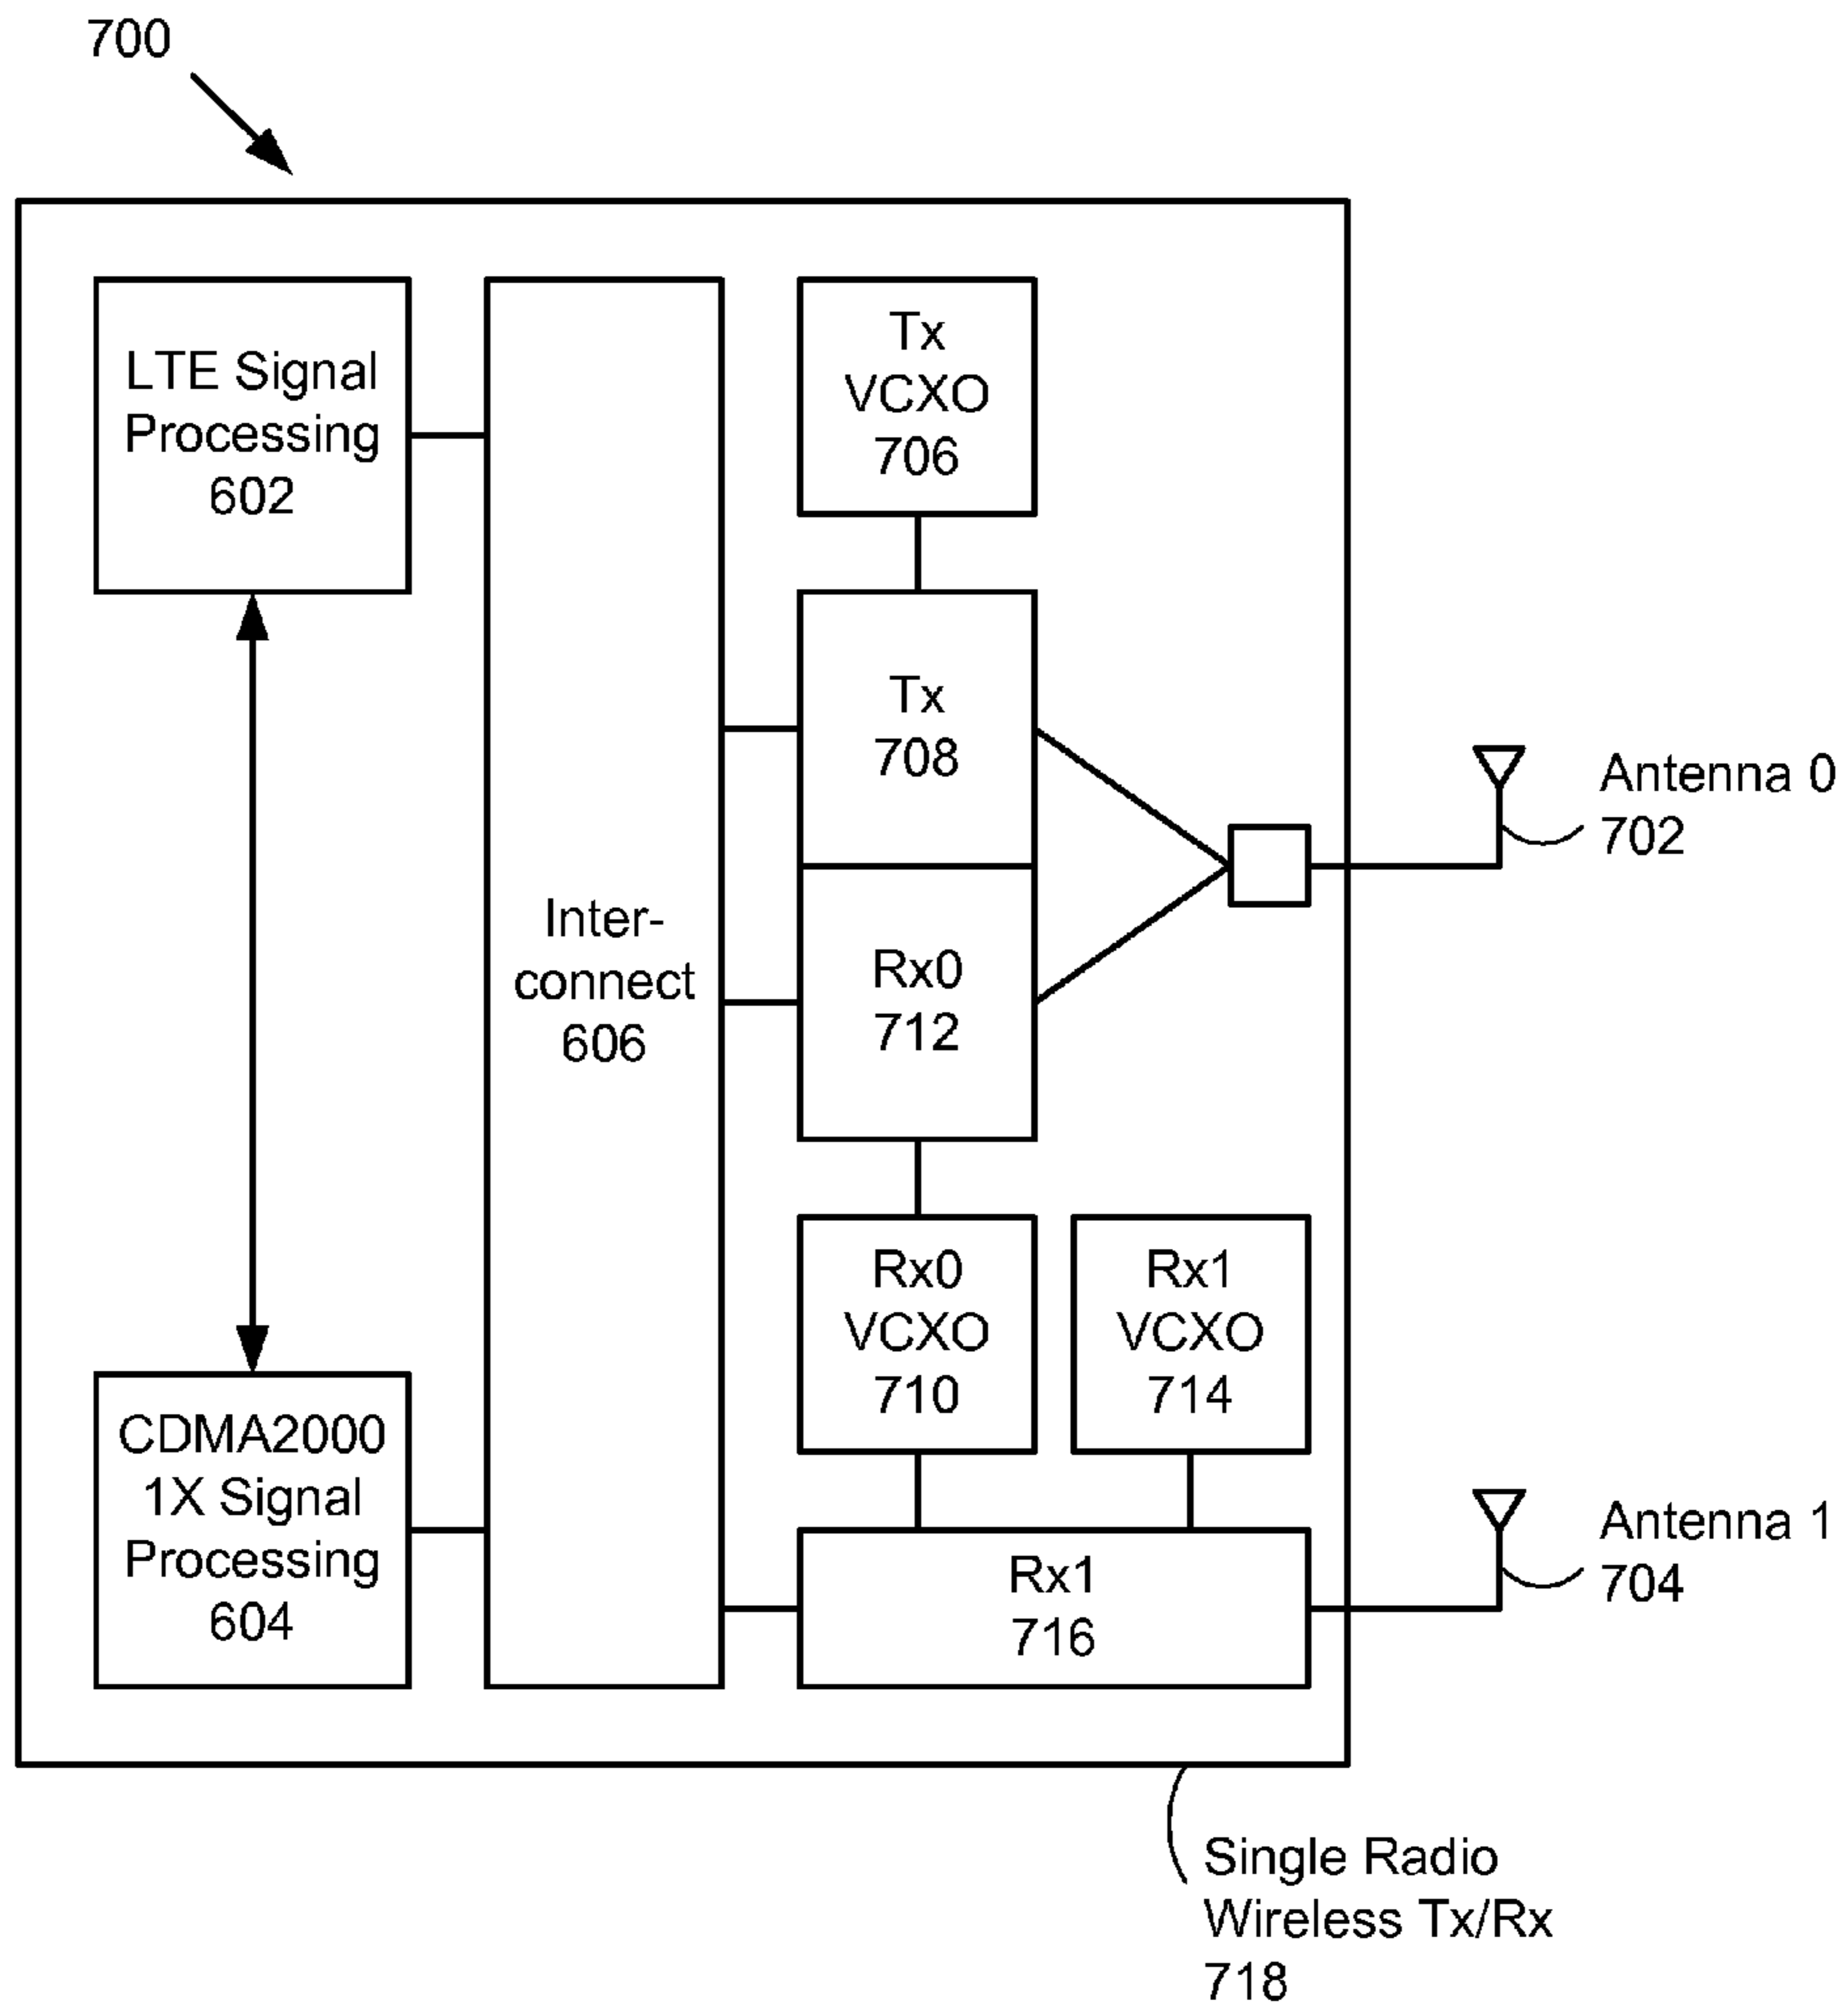 700
LTE Signal
Processing
602
Tx
VCXO
706
Tx
708
Antenna 0
702
Inter-
connect
606
Rx0
712
Rx0
VCXO
710
Rx1
VCXO
714
CDMA2000
1X Signal
Processing
604
Rx1
716
Antenna 1
704
Single Radio
Wireless Tx/Rx
718